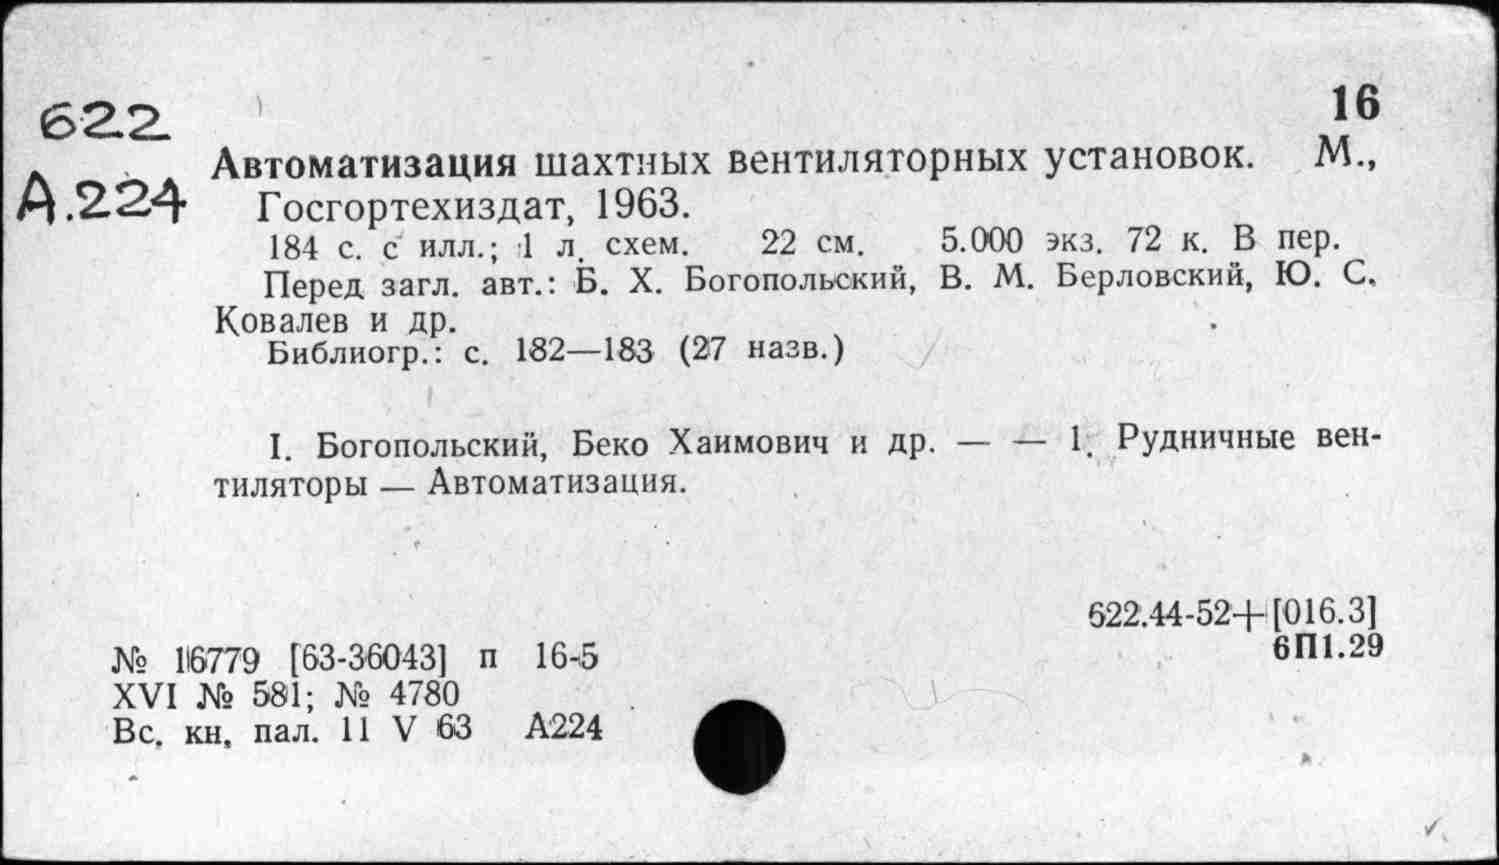 16
622
А.224
Автоматизация шахтных вентиляторных установок. М.,
Госгортехиздат, 1963.
184 с. с илл.; 1 л. схем. 22 см. 5.000 экз. 72 к. В пер.
Перед загл. авт.: Б. Х. Богопольский, В. М. Берловский, Ю. С.
Ковалев и др.
Библиогр.: с. 182—183 (27 назв.)
I. Богопольский, Беко Хаимович и др. — — 1. Рудничные вен-
тиляторы — Автоматизация.
622.44-52+[016.3]
6П1.29
№ 116779 [63-36043] п 16-5
XVI № 581; № 4780
Вс. кн. пал. 11 V 63 А224